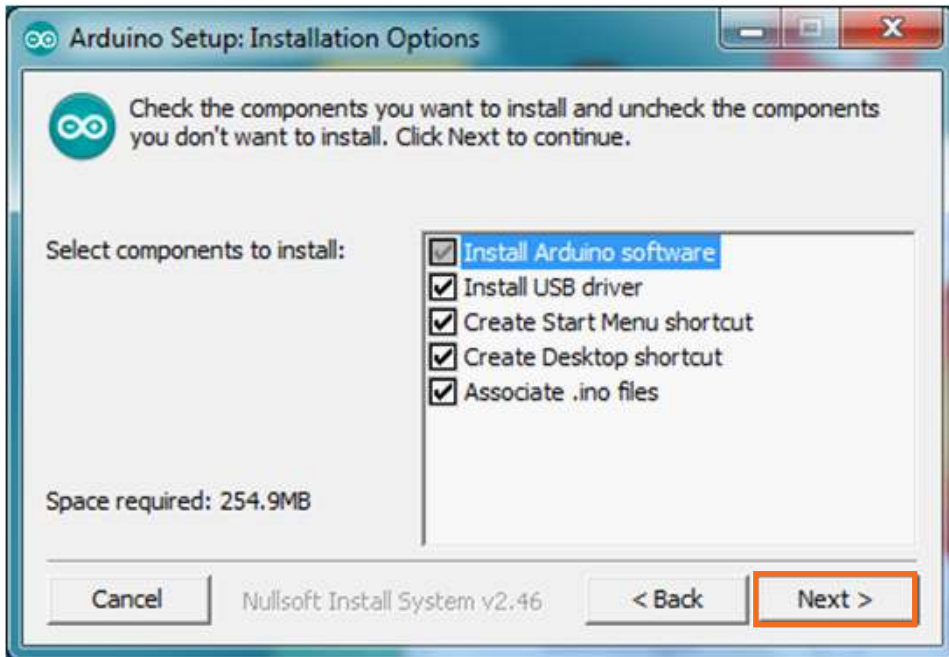 Arduino Setup: Installation Options
Check the components you want to install and uncheck the components
you don't want to install. Click Next to continue.
Select components to install:
Install Arduino software
Install USB driver
Create Start Menu shortcut
Create Desktop shortcut
Associate .ino files
Space required: 254.9MB
Cancel
Nullsoft Install System v2.46
< Back
Next >